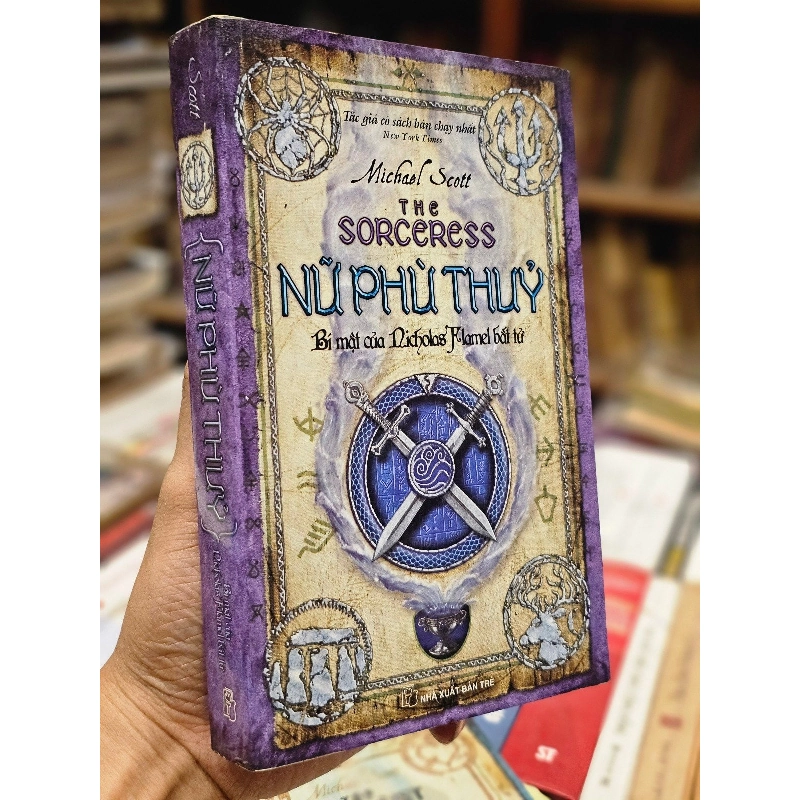 Tác giả có sách bán chạy nhất
New York Times
Michael Scott
THE
SORCERESS
NỮ PHÙ THUỶ
Bí mật của Nicholas Flamel bất tử
NHÀ XUẤT BẢN TRẺ
Scott
{NỮ PHÙ THUỶ}
ST